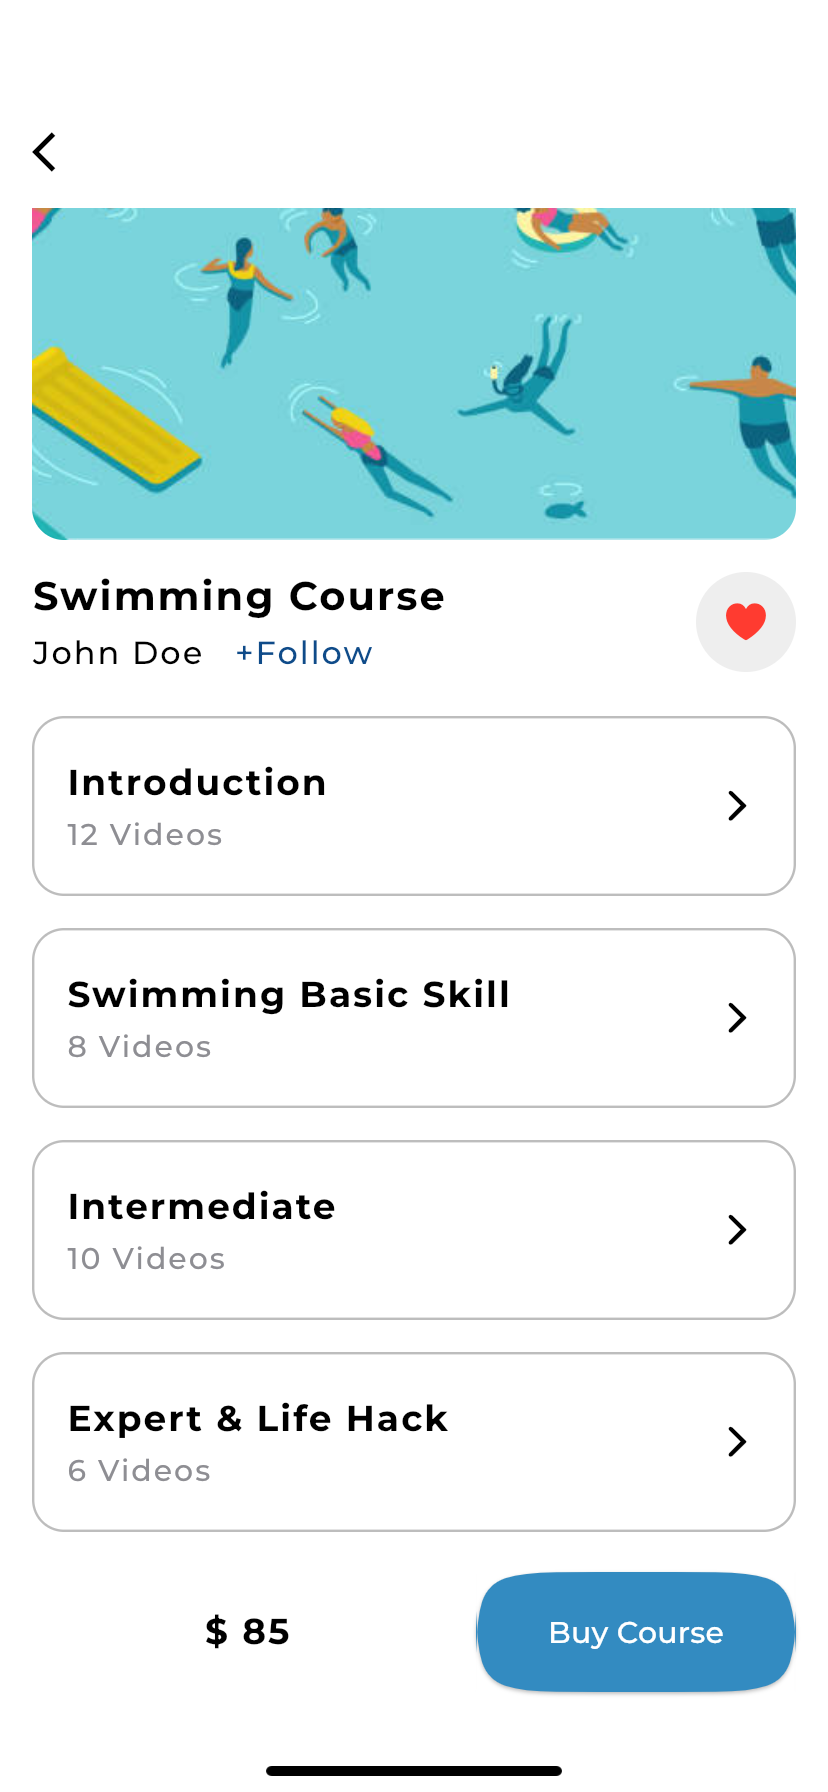 Swimming Course
John Doe +Follow
Introduction
12 Videos
Swimming Basic Skill
8 Videos
Intermediate
10 Videos
Expert & Life Hack
6 Videos
$ 85
Buy Course